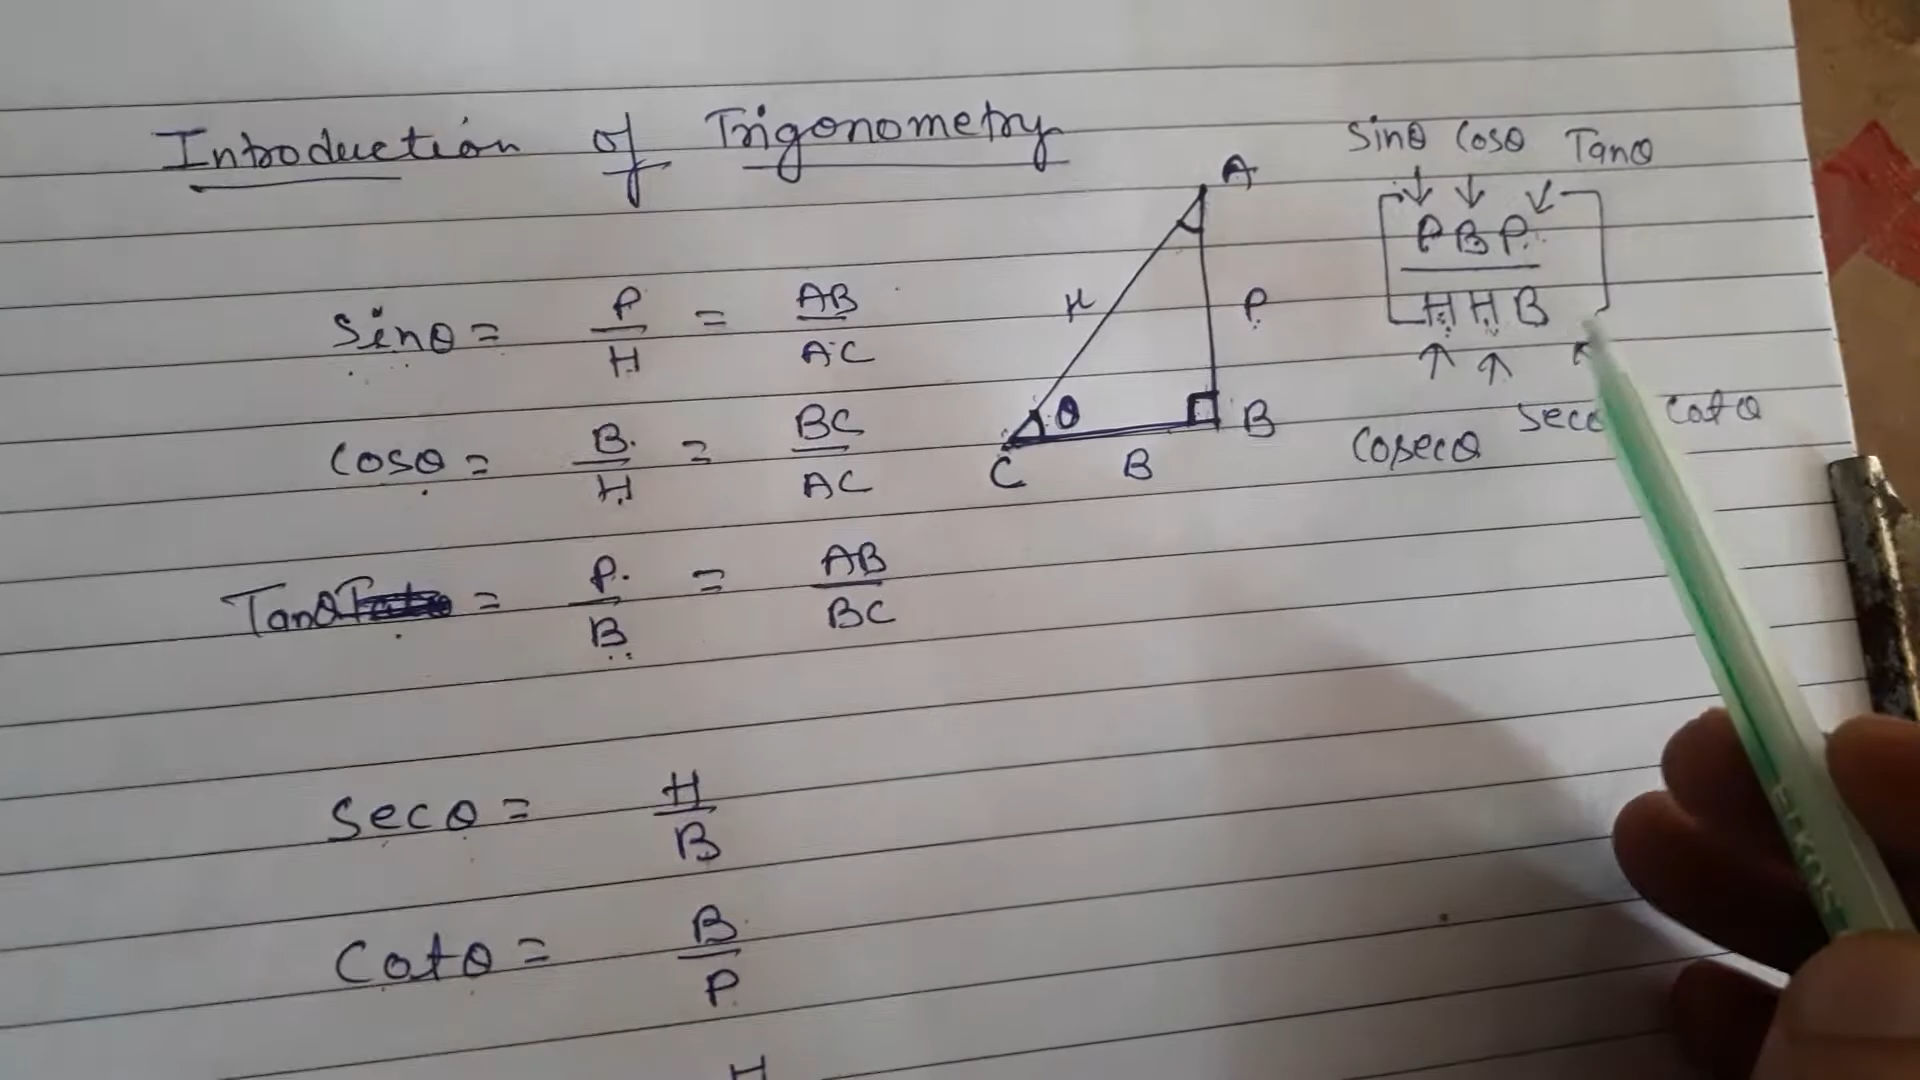 Introduction of Trigonometry
Sinθ = P/H = AB/AC
Cosθ = B/H = BC/AC
Tanθ = P/B = AB/BC
Secθ = H/B
Cotθ = B/P
H
A
H
P
θ
B
C
B
Sinθ Cosθ Tanθ
P B P
H H B
Cosecθ Secθ Cotθ